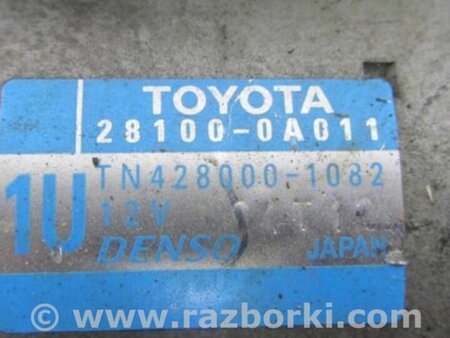 TOYOTA
28100-0A011
1U
TN428000-1082
12V
DENSO JAPAN
© www.razborki.com